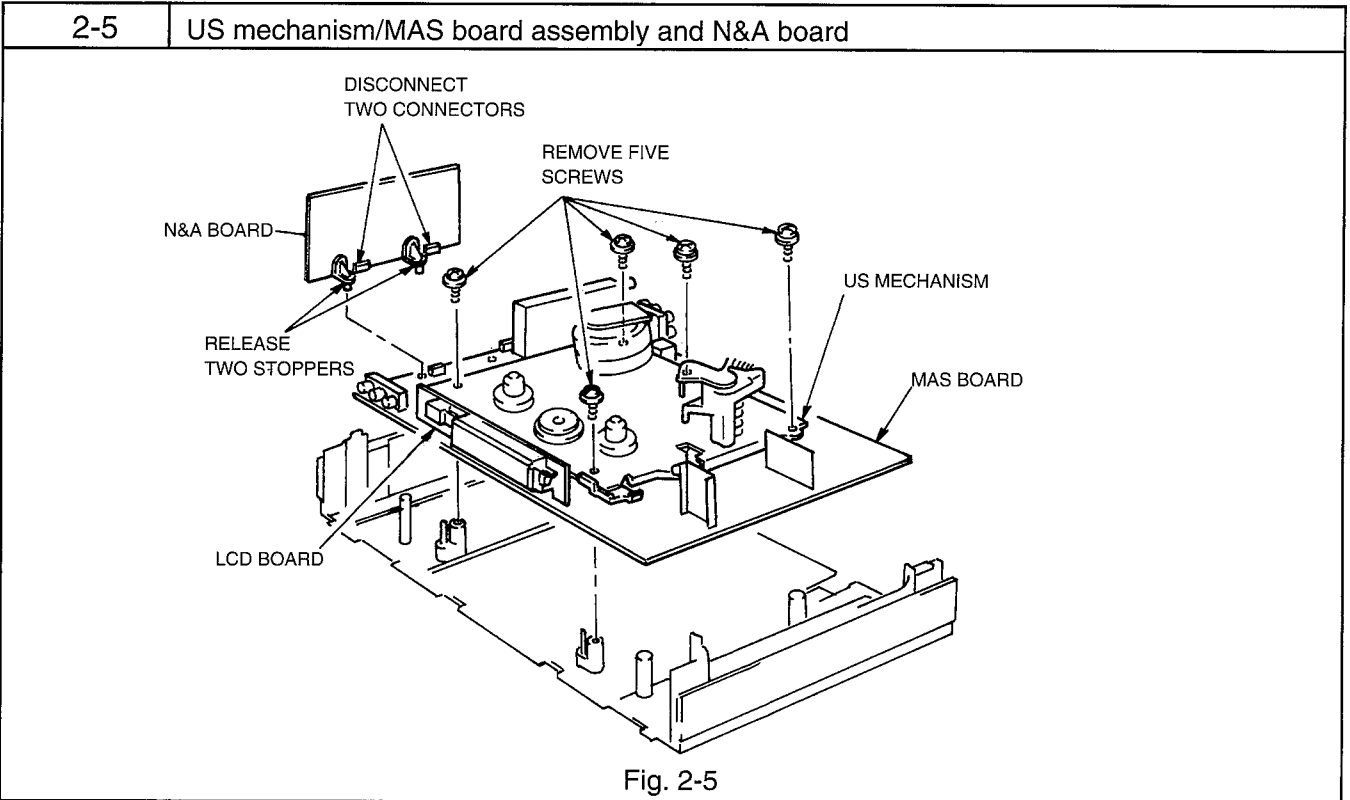 2-5 US mechanism/MAS board assembly and N&A board
DISCONNECT
TWO CONNECTORS
REMOVE FIVE
SCREWS
N&A BOARD
US MECHANISM
RELEASE
TWO STOPPERS
MAS BOARD
LCD BOARD
Fig. 2-5